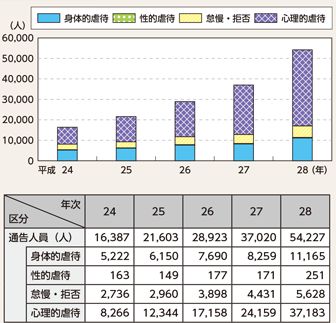 身体的虐待 性的虐待 怠慢・拒否 心理的虐待
(人)
60,000
50,000
40,000
30,000
20,000
10,000
0
平成 24 25 26 27 28 (年)
年次 区分 24 25 26 27 28
通告人員(人) 16,387 21,603 28,923 37,020 54,227
身体的虐待 5,222 6,150 7,690 8,259 11,165
性的虐待 163 149 177 171 251
怠慢・拒否 2,736 2,960 3,898 4,431 5,628
心理的虐待 8,266 12,344 17,158 24,159 37,183